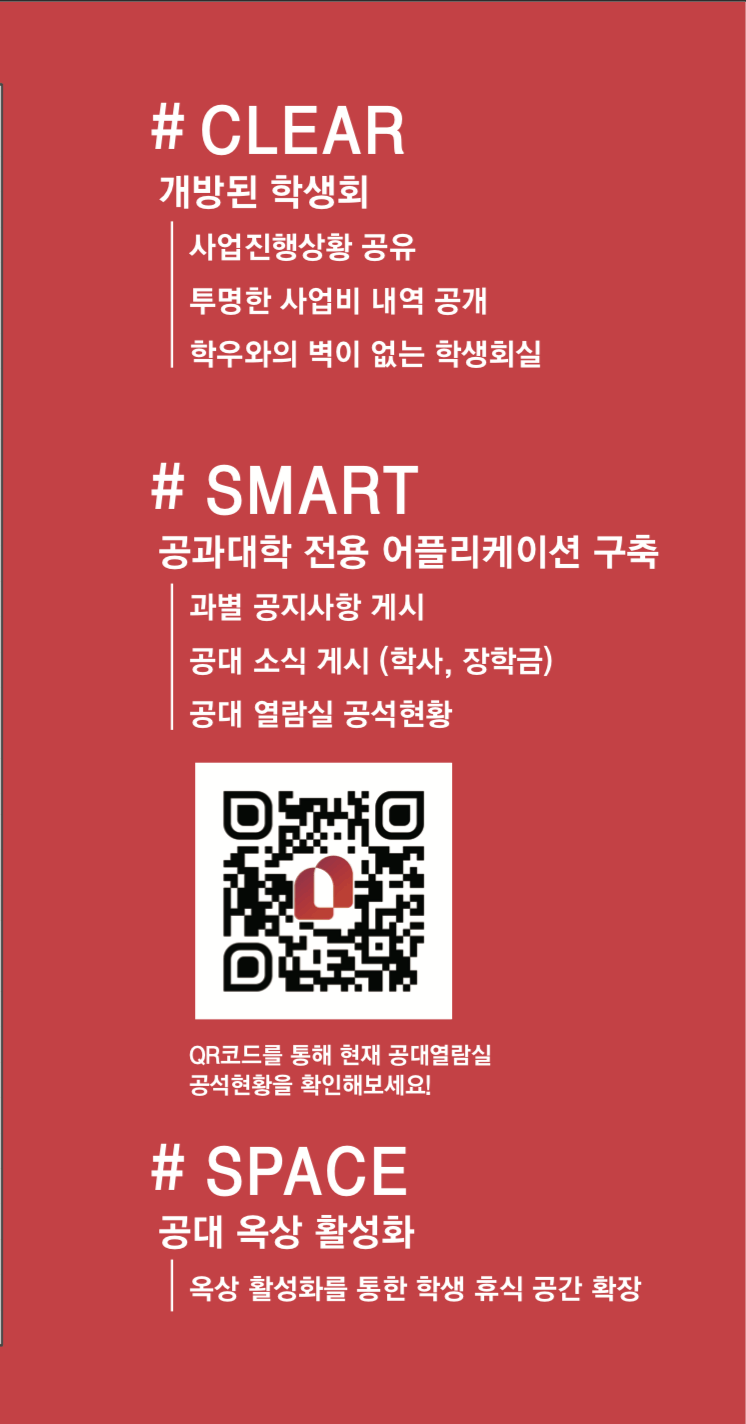 # CLEAR
개방된 학생회
사업진행상황 공유
투명한 사업비 내역 공개
학우와의 벽이 없는 학생회실
# SMART
공과대학 전용 어플리케이션 구축
과별 공지사항 게시
공대 소식 게시 (학사, 장학금)
공대 열람실 공석현황
QR코드를 통해 현재 공대열람실
공석현황을 확인해보세요!
# SPACE
공대 옥상 활성화
옥상 활성화를 통한 학생 휴식 공간 확장